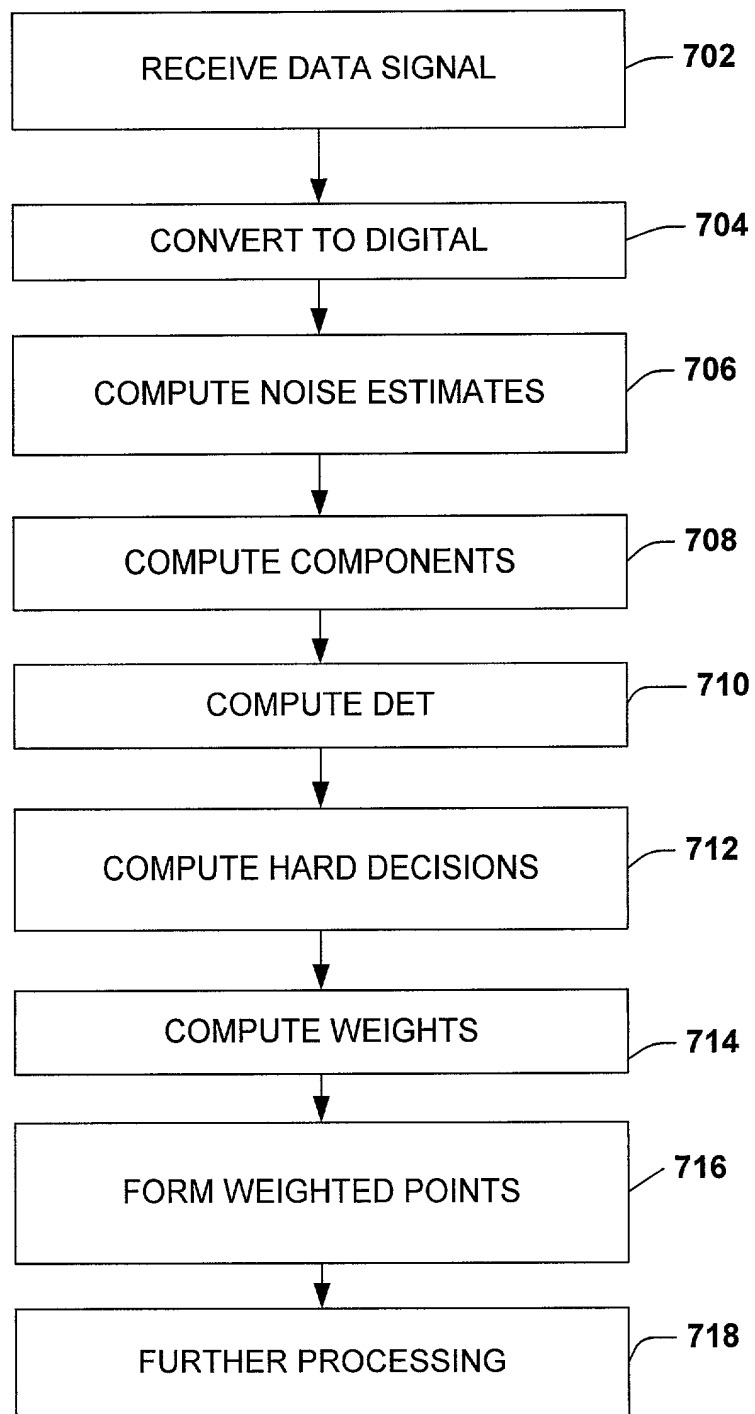 RECEIVE DATA SIGNAL 702
CONVERT TO DIGITAL 704
COMPUTE NOISE ESTIMATES 706
COMPUTE COMPONENTS 708
COMPUTE DET 710
COMPUTE HARD DECISIONS 712
COMPUTE WEIGHTS 714
FORM WEIGHTED POINTS 716
FURTHER PROCESSING 718